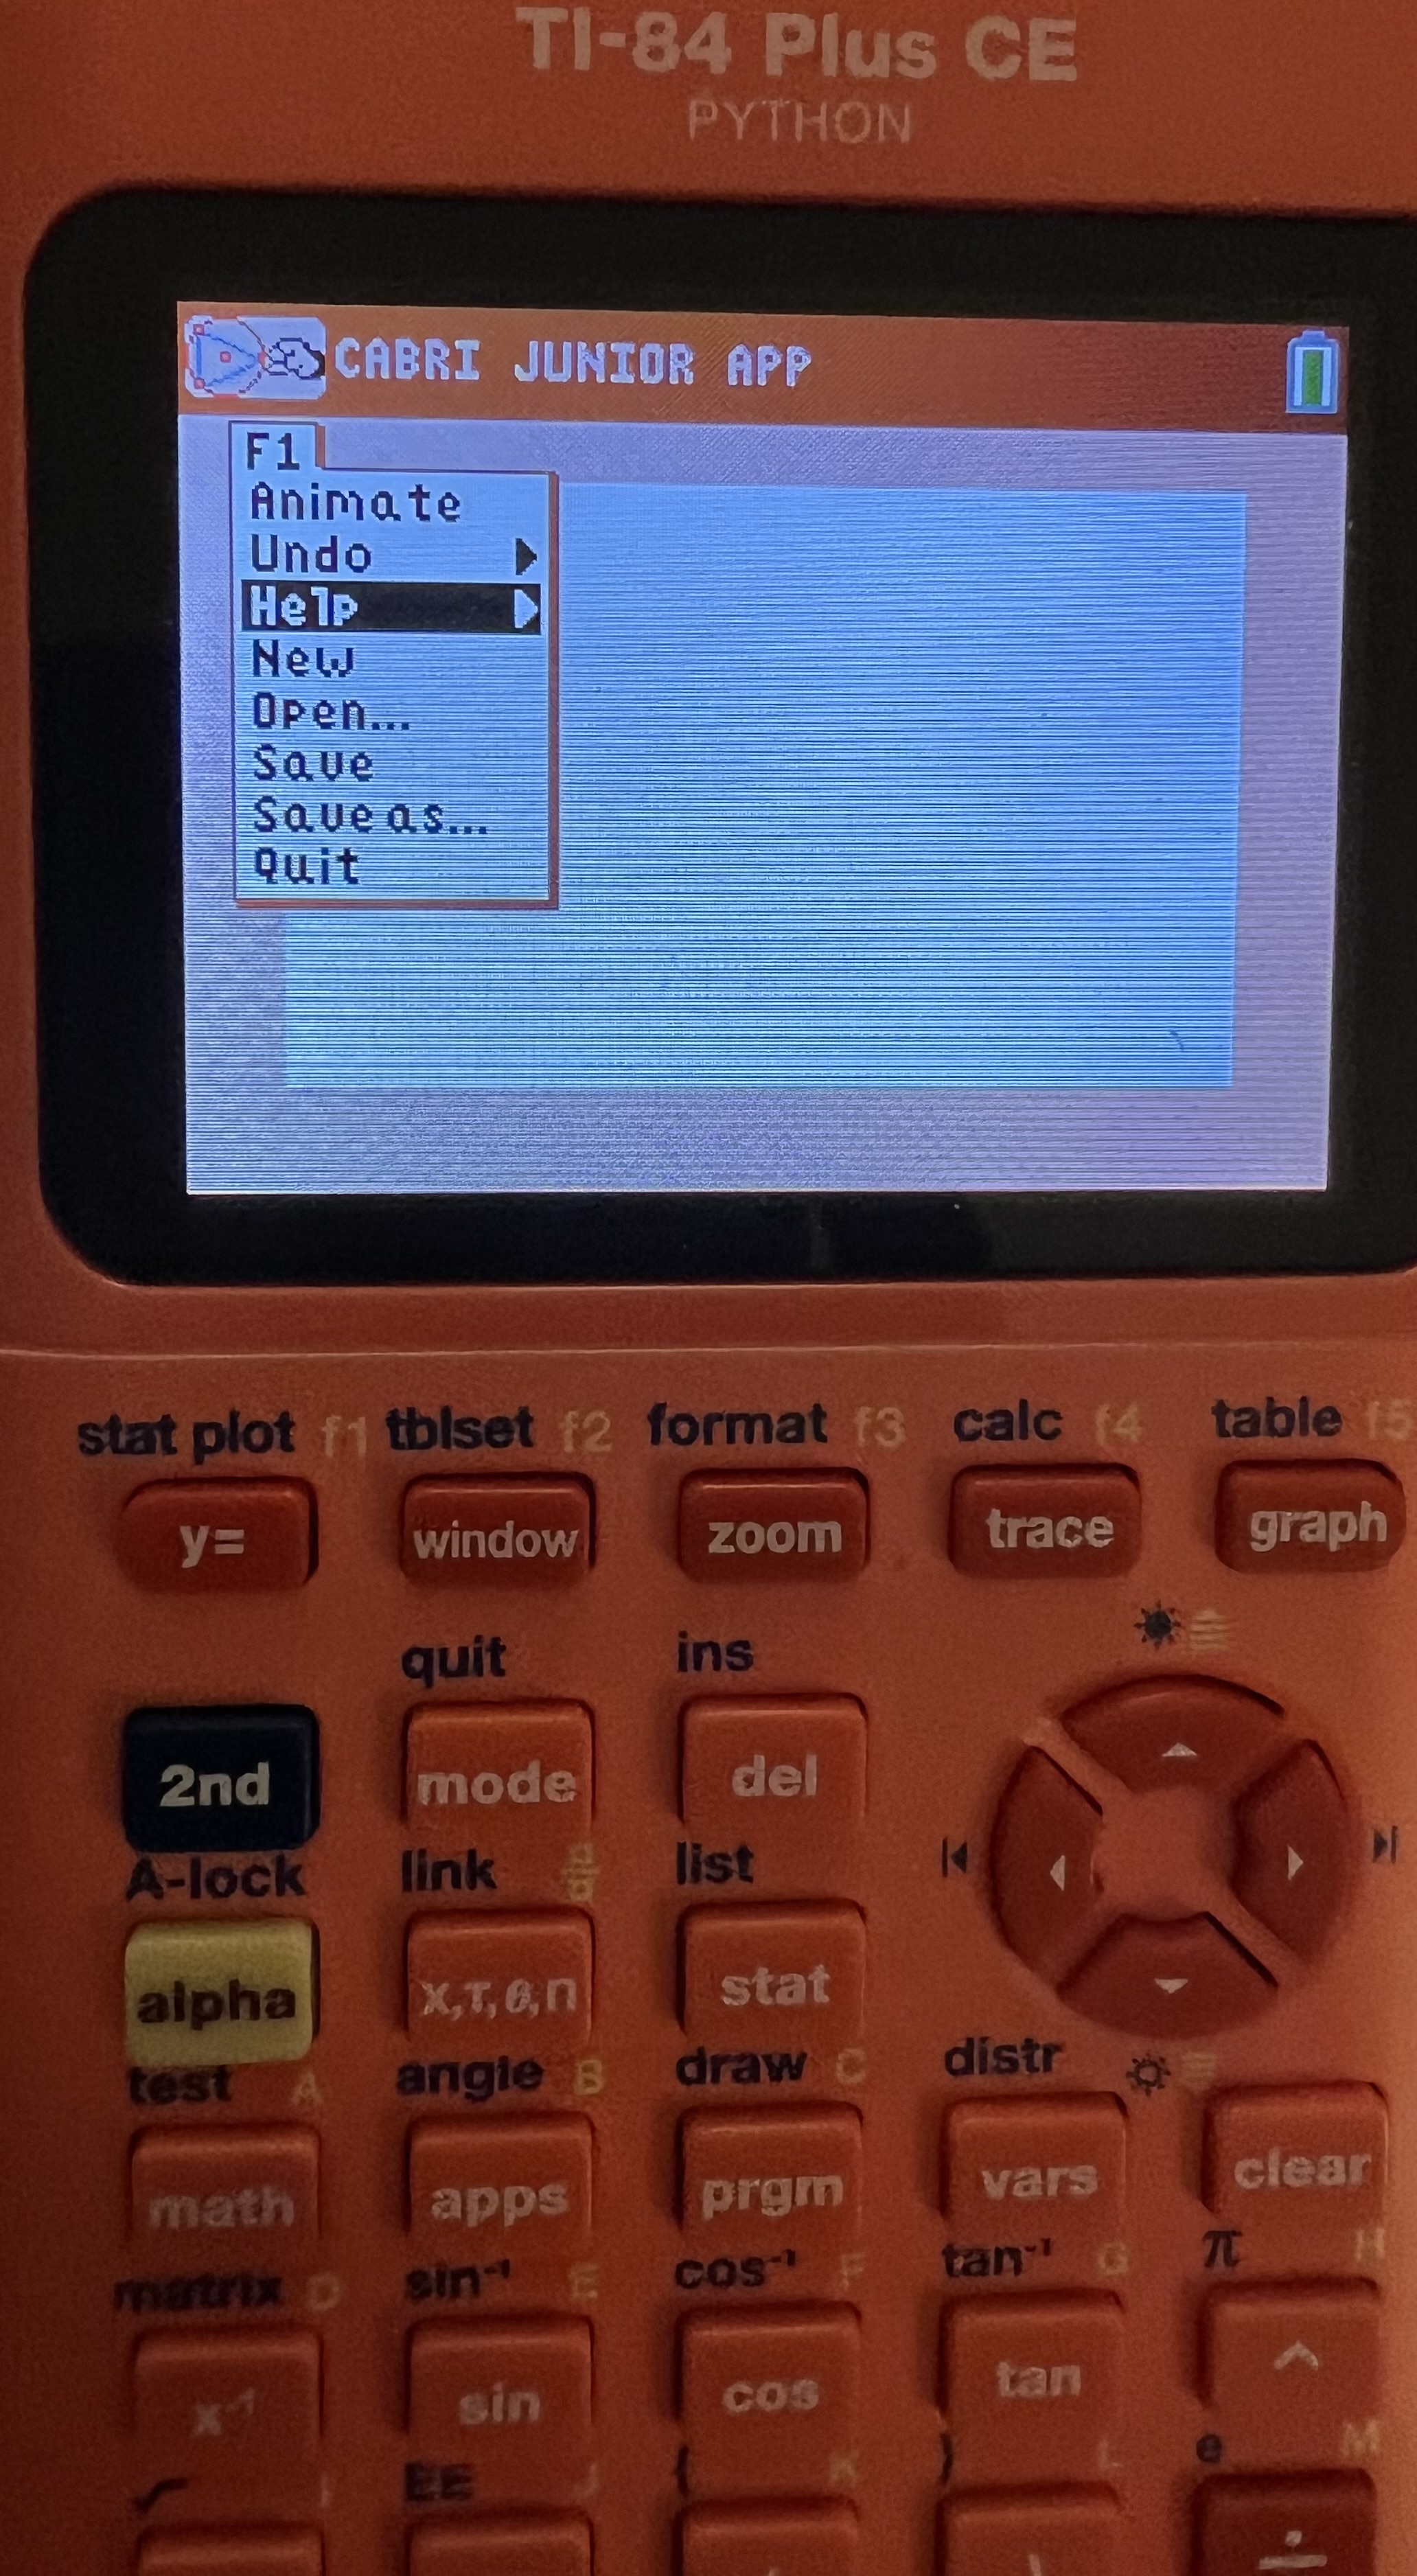 TI-84 Plus CE
PYTHON
CABRI JUNIOR APP
F1
Animate
Undo
Help
New
Open...
Save
Save as...
Quit
stat plot f1 tblset f2 format f3 calc f4 table f5
y= window zoom trace graph
quit ins
2nd mode del
A-lock link list
alpha X,T,θ,n stat
test A angle B draw C distr
math apps prgm vars clear
matrix D sin⁻¹ E cos⁻¹ F tan⁻¹ G π H
x⁻¹ sin cos tan ^
√ I EE J { K } L e M
÷